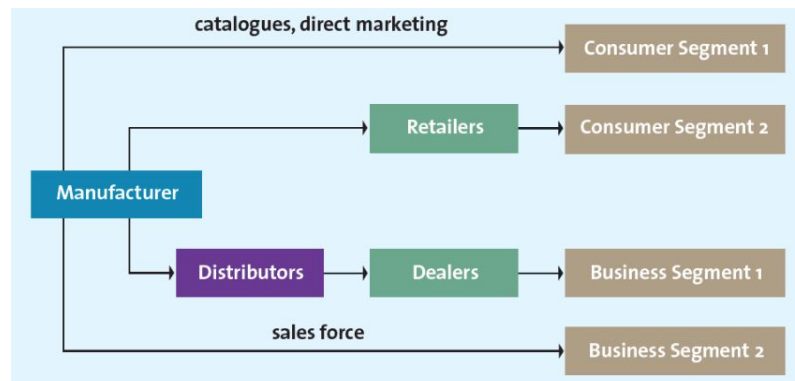 catalogues, direct marketing
Consumer Segment 1
Retailers
Consumer Segment 2
Manufacturer
Distributors
Dealers
Business Segment 1
sales force
Business Segment 2